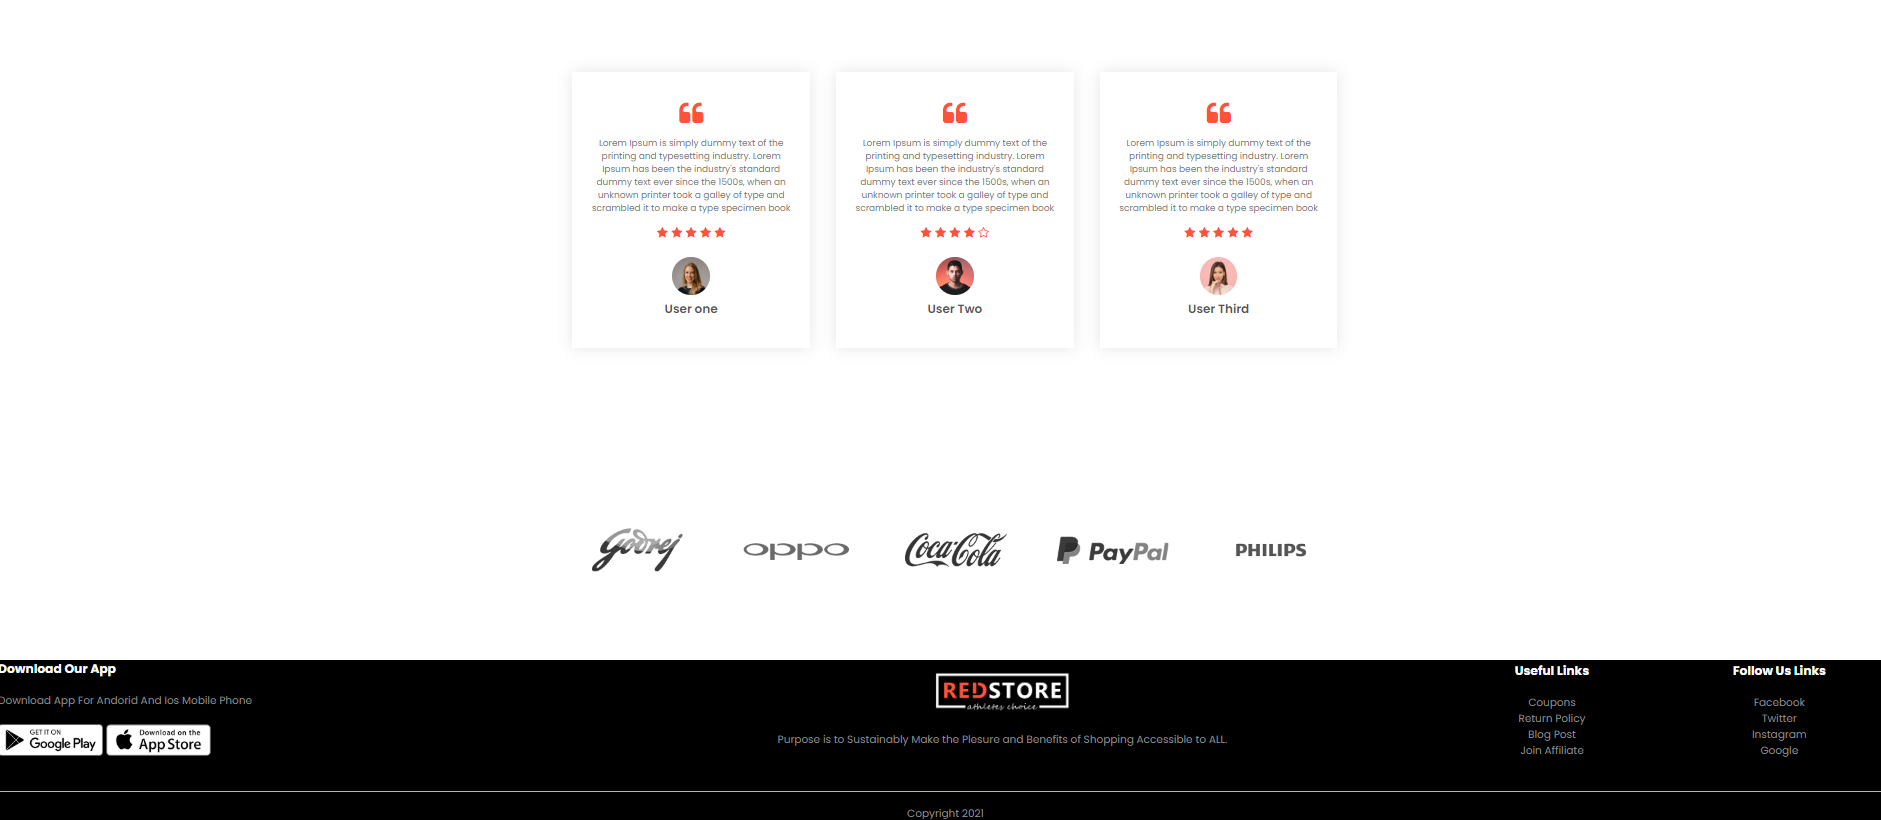 Lorem Ipsum is simply dummy text of the
printing and typesetting industry. Lorem
Ipsum has been the industry's standard
dummy text ever since the 1500s, when an
unknown printer took a galley of type and
scrambled it to make a type specimen book
User one
Lorem Ipsum is simply dummy text of the
printing and typesetting industry. Lorem
Ipsum has been the industry's standard
dummy text ever since the 1500s, when an
unknown printer took a galley of type and
scrambled it to make a type specimen book
User Two
Lorem Ipsum is simply dummy text of the
printing and typesetting industry. Lorem
Ipsum has been the industry's standard
dummy text ever since the 1500s, when an
unknown printer took a galley of type and
scrambled it to make a type specimen book
User Third
Godrej
oppo
Coca-Cola
PayPal
PHILIPS
Download Our App
Download App For Andorid And Ios Mobile Phone
GET IT ON
Google Play
Download on the
App Store
REDSTORE
athletes choice
Purpose is to Sustainably Make the Plesure and Benefits of Shopping Accessible to ALL.
Useful Links
Coupons
Return Policy
Blog Post
Join Affiliate
Follow Us Links
Facebook
Twitter
Instagram
Google
Copyright 2021